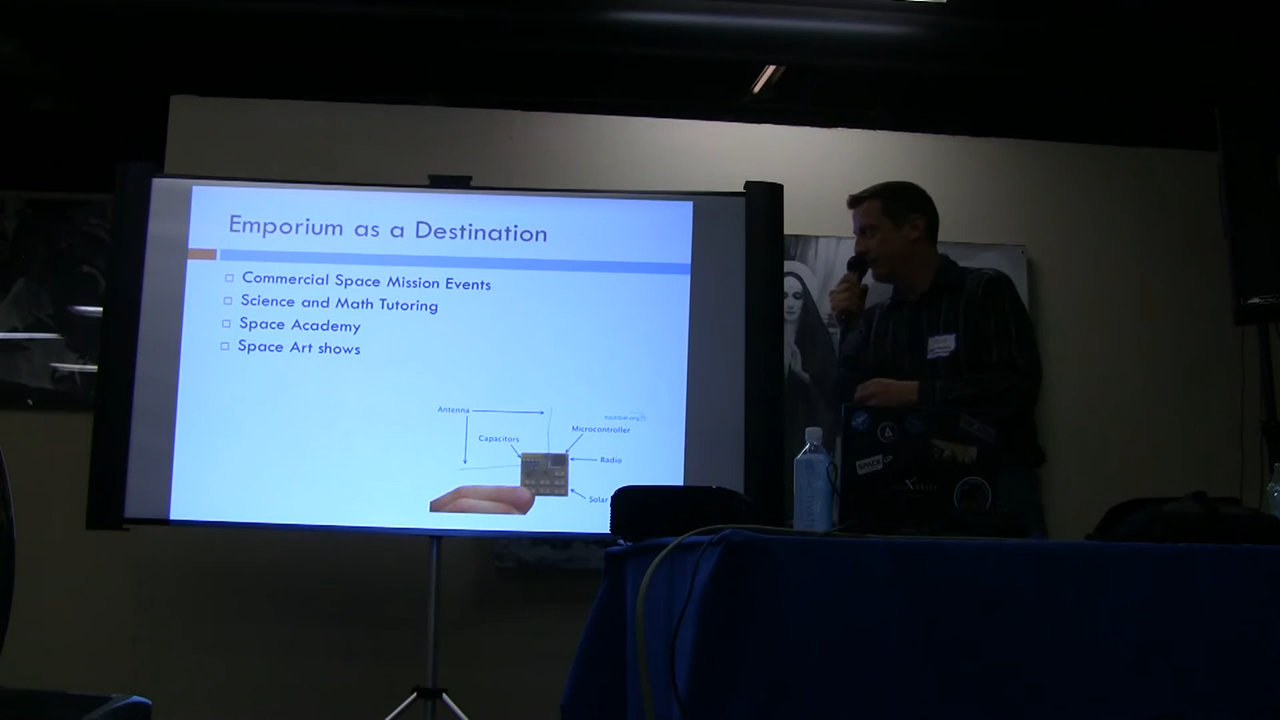 Emporium as a Destination
Commercial Space Mission Events
Science and Math Tutoring
Space Academy
Space Art shows
Antenna
Capacitors
Microcontroller
Radio
Solar
SPACE